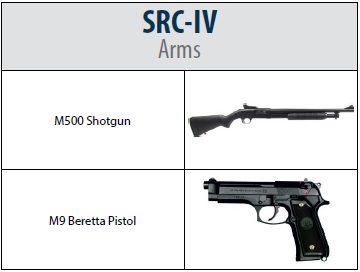 SRC-IV
Arms
M500 Shotgun
M9 Beretta Pistol